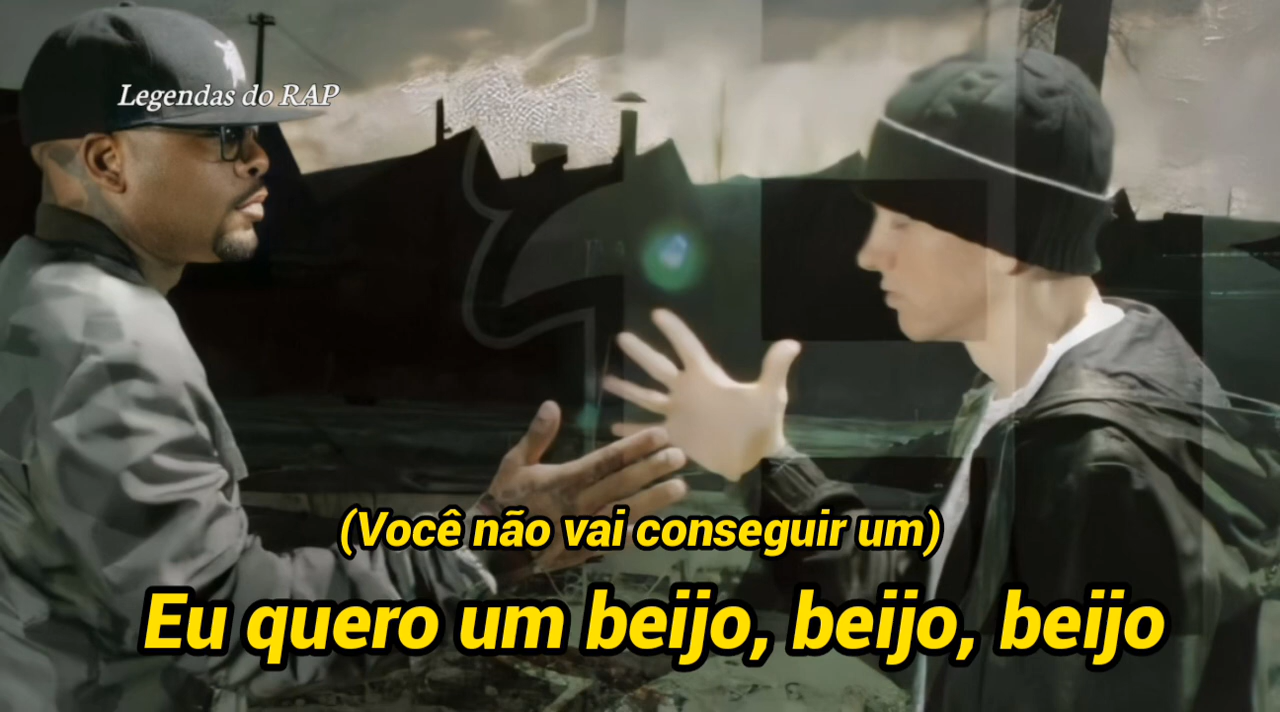 Legendas do RAP
(Você não vai conseguir um)
Eu quero um beijo, beijo, beijo